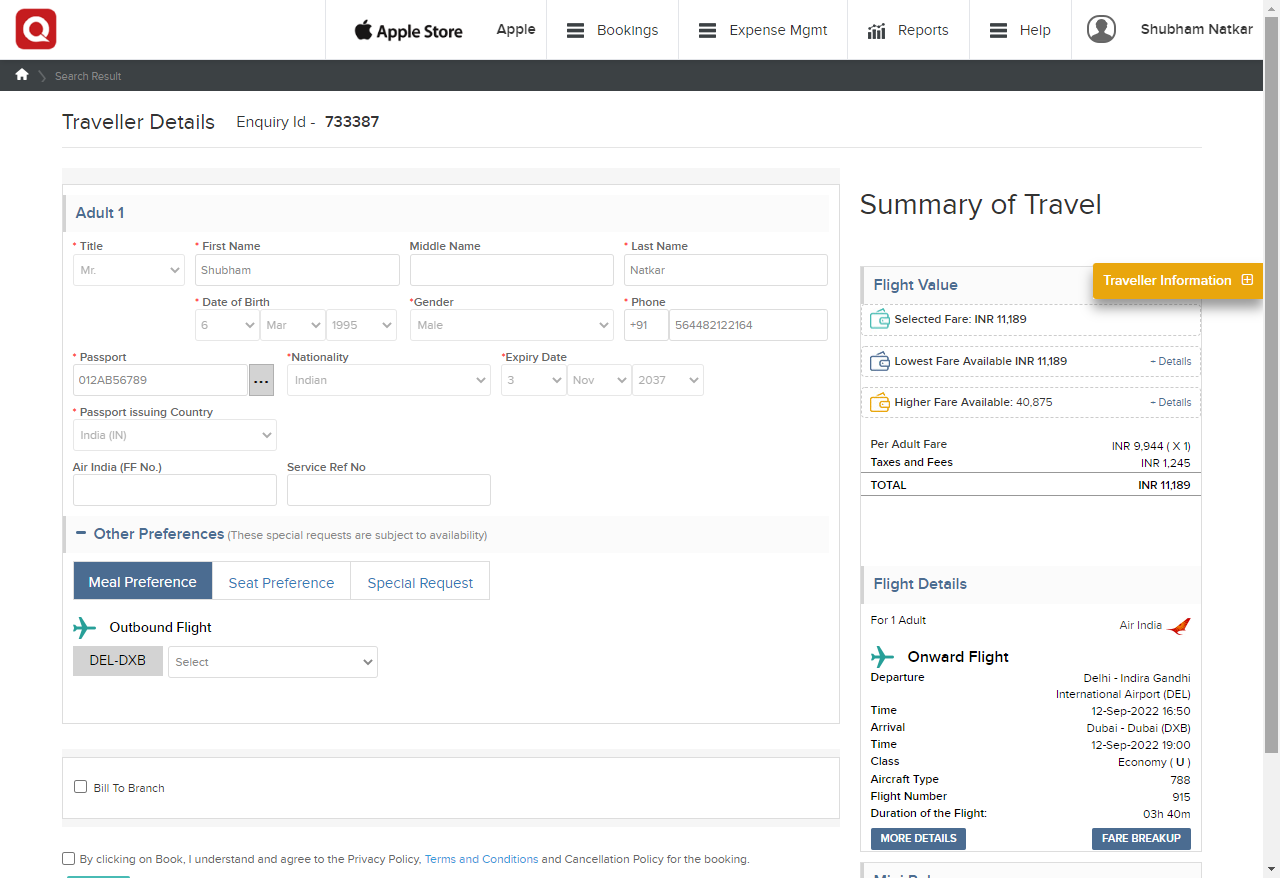 Apple Store
Apple
Bookings
Expense Mgmt
Reports
Help
Shubham Natkar
Search Result
Traveller Details
Enquiry Id - 733387
Adult 1
* Title
* First Name
Middle Name
* Last Name
Mr.
Shubham
Natkar
* Date of Birth
*Gender
* Phone
6
Mar
1995
Male
+91
564482122164
* Passport
*Nationality
*Expiry Date
012AB56789
...
Indian
3
Nov
2037
* Passport issuing Country
India (IN)
Air India (FF No.)
Service Ref No
Other Preferences (These special requests are subject to availability)
Meal Preference
Seat Preference
Special Request
Outbound Flight
DEL-DXB
Select
Bill To Branch
By clicking on Book, I understand and agree to the Privacy Policy, Terms and Conditions and Cancellation Policy for the booking.
Summary of Travel
Traveller Information
Flight Value
Selected Fare: INR 11,189
Lowest Fare Available INR 11,189
+ Details
Higher Fare Available: 40,875
+ Details
Per Adult Fare
INR 9,944 ( X 1)
Taxes and Fees
INR 1,245
TOTAL
INR 11,189
Flight Details
For 1 Adult
Air India
Onward Flight
Departure
Delhi - Indira Gandhi
International Airport (DEL)
Time
12-Sep-2022 16:50
Arrival
Dubai - Dubai (DXB)
Time
12-Sep-2022 19:00
Class
Economy ( U )
Aircraft Type
788
Flight Number
915
Duration of the Flight:
03h 40m
MORE DETAILS
FARE BREAKUP